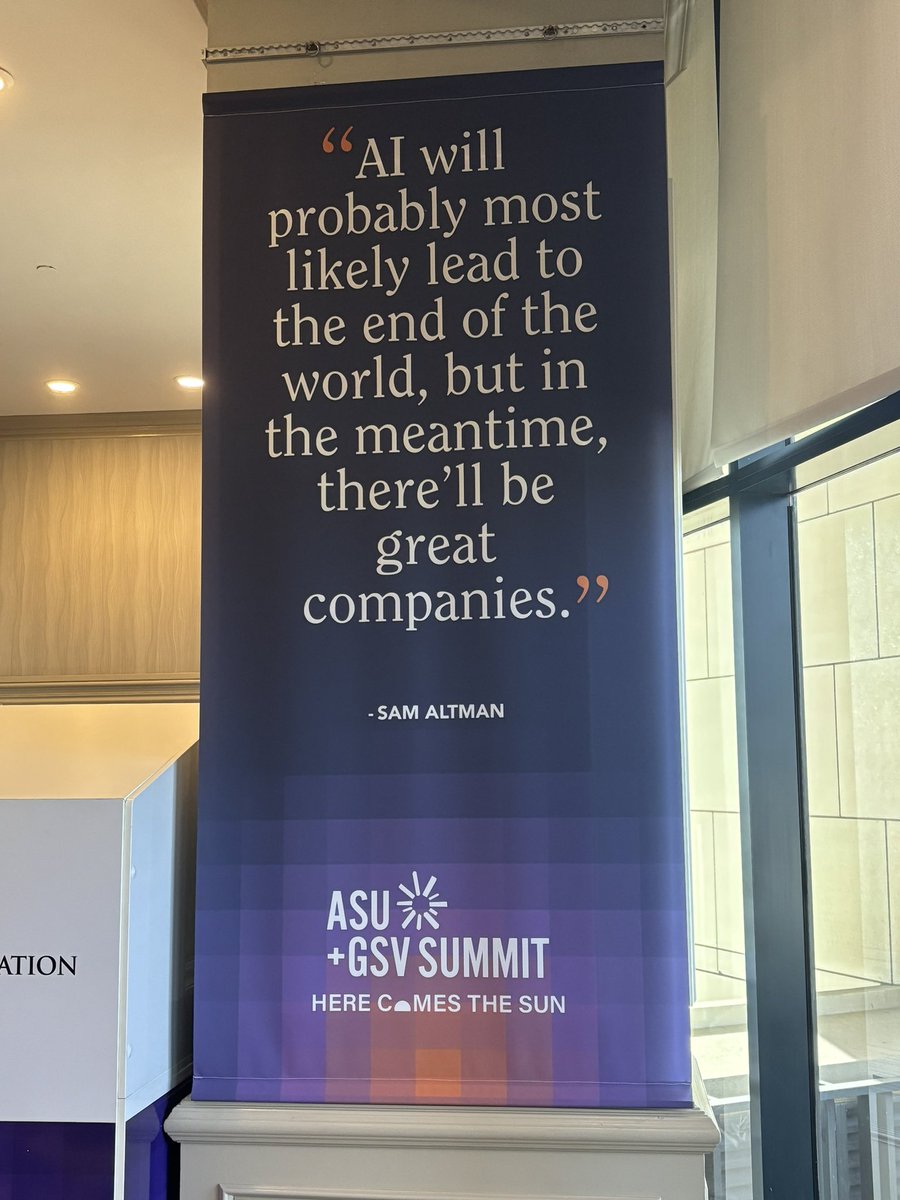 “AI will
probably most
likely lead to
the end of the
world, but in
the meantime,
there’ll be
great
companies.”
- SAM ALTMAN
ASU
+GSV SUMMIT
HERE COMES THE SUN
ATION